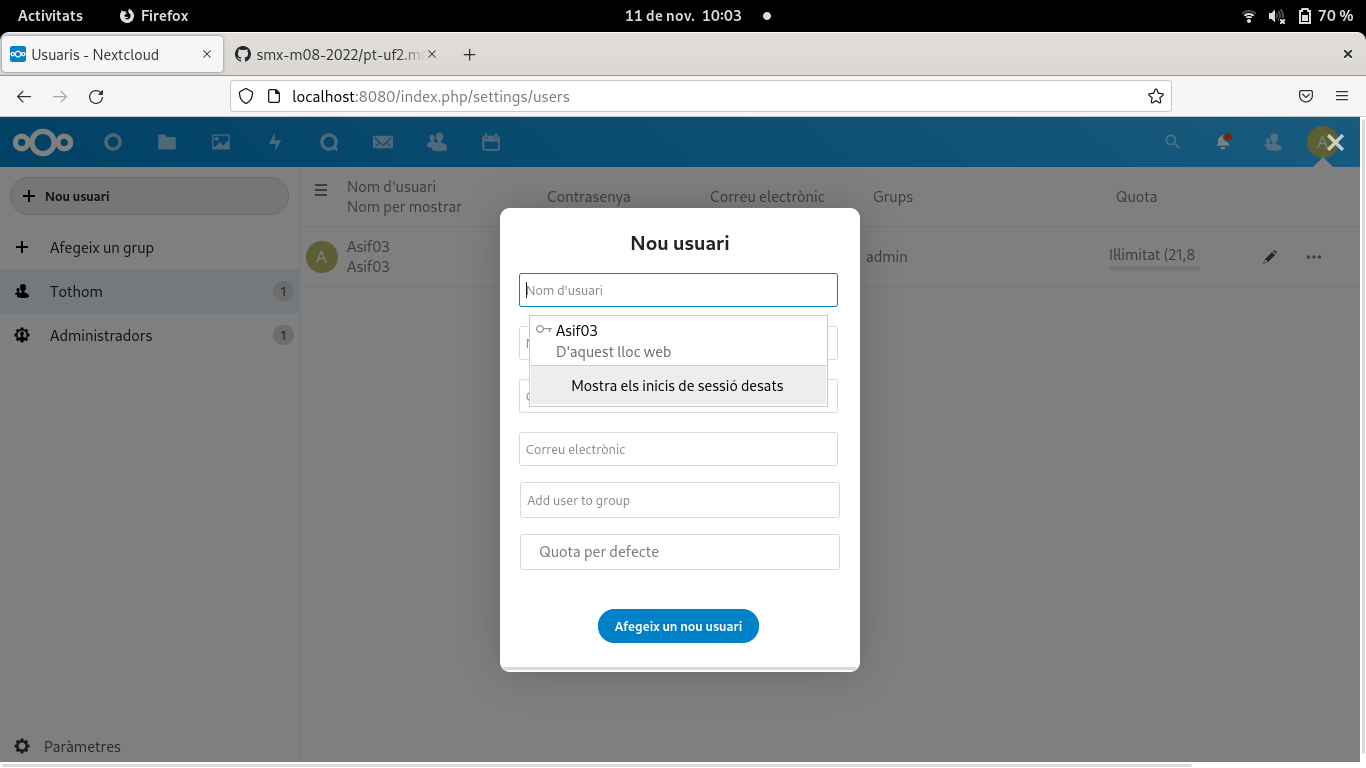 Activitats
Firefox
11 de nov. 10:03
70 %
Usuaris - Nextcloud
smx-m08-2022/pt-uf2.md
localhost:8080/index.php/settings/users
A
Nou usuari
Nom d'usuari
Nom per mostrar
Contrasenya
Correu electrònic
Grups
Quota
Afegeix un grup
A
Asif03
Asif03
admin
Il·limitat (21,8
Tothom
1
Administradors
1
Nou usuari
Nom d'usuari
Asif03
D'aquest lloc web
Mostra els inicis de sessió desats
Correu electrònic
Add user to group
Quota per defecte
Afegeix un nou usuari
Paràmetres